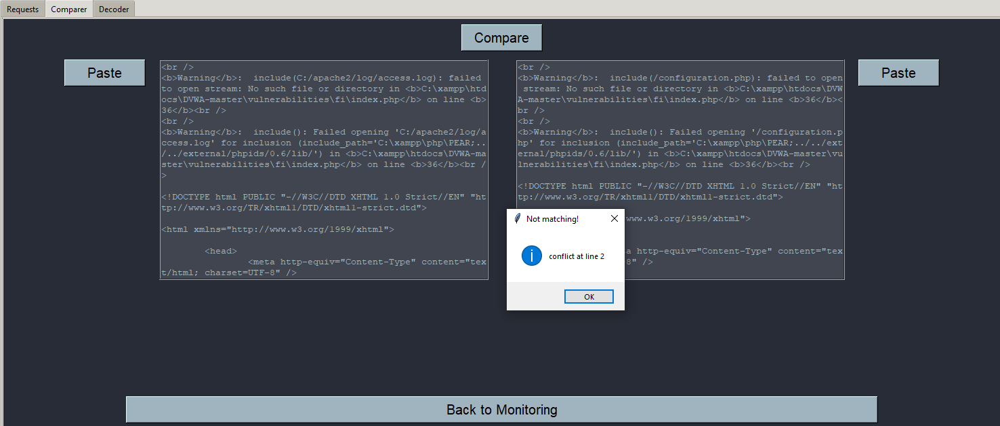 Requests Comparer Decoder
Compare
Paste
<br />
<b>Warning</b>:  include(C:/apache2/log/access.log): failed
to open stream: No such file or directory in <b>C:\xampp\htd
ocs\DVWA-master\vulnerabilities\fi\index.php</b> on line <b>
36</b><br />
<br />
<b>Warning</b>:  include(): Failed opening 'C:/apache2/log/a
ccess.log' for inclusion (include_path='C:\xampp\php\PEAR;..
/../external/phpids/0.6/lib/') in <b>C:\xampp\htdocs\DVWA-ma
ster\vulnerabilities\fi\index.php</b> on line <b>36</b><br /
>
<!DOCTYPE html PUBLIC "-//W3C//DTD XHTML 1.0 Strict//EN" "ht
tp://www.w3.org/TR/xhtml1/DTD/xhtml1-strict.dtd">
<html xmlns="http://www.w3.org/1999/xhtml">
<head>
<meta http-equiv="Content-Type" content="tex
t/html; charset=UTF-8" />
<br />
<b>Warning</b>:  include(/configuration.php): failed to open
stream: No such file or directory in <b>C:\xampp\htdocs\DVW
A-master\vulnerabilities\fi\index.php</b> on line <b>36</b><
br />
<br />
<b>Warning</b>:  include(): Failed opening '/configuration.p
hp' for inclusion (include_path='C:\xampp\php\PEAR;../../ext
ernal/phpids/0.6/lib/') in <b>C:\xampp\htdocs\DVWA-master\vu
lnerabilities\fi\index.php</b> on line <b>36</b><br />
<!DOCTYPE html PUBLIC "-//W3C//DTD XHTML 1.0 Strict//EN" "ht
tp://www.w3.org/TR/xhtml1/DTD/xhtml1-strict.dtd">
www.w3.org/1999/xhtml">
a http-equiv="Content-Type" content="tex
8" />
Paste
Not matching!
conflict at line 2
OK
Back to Monitoring